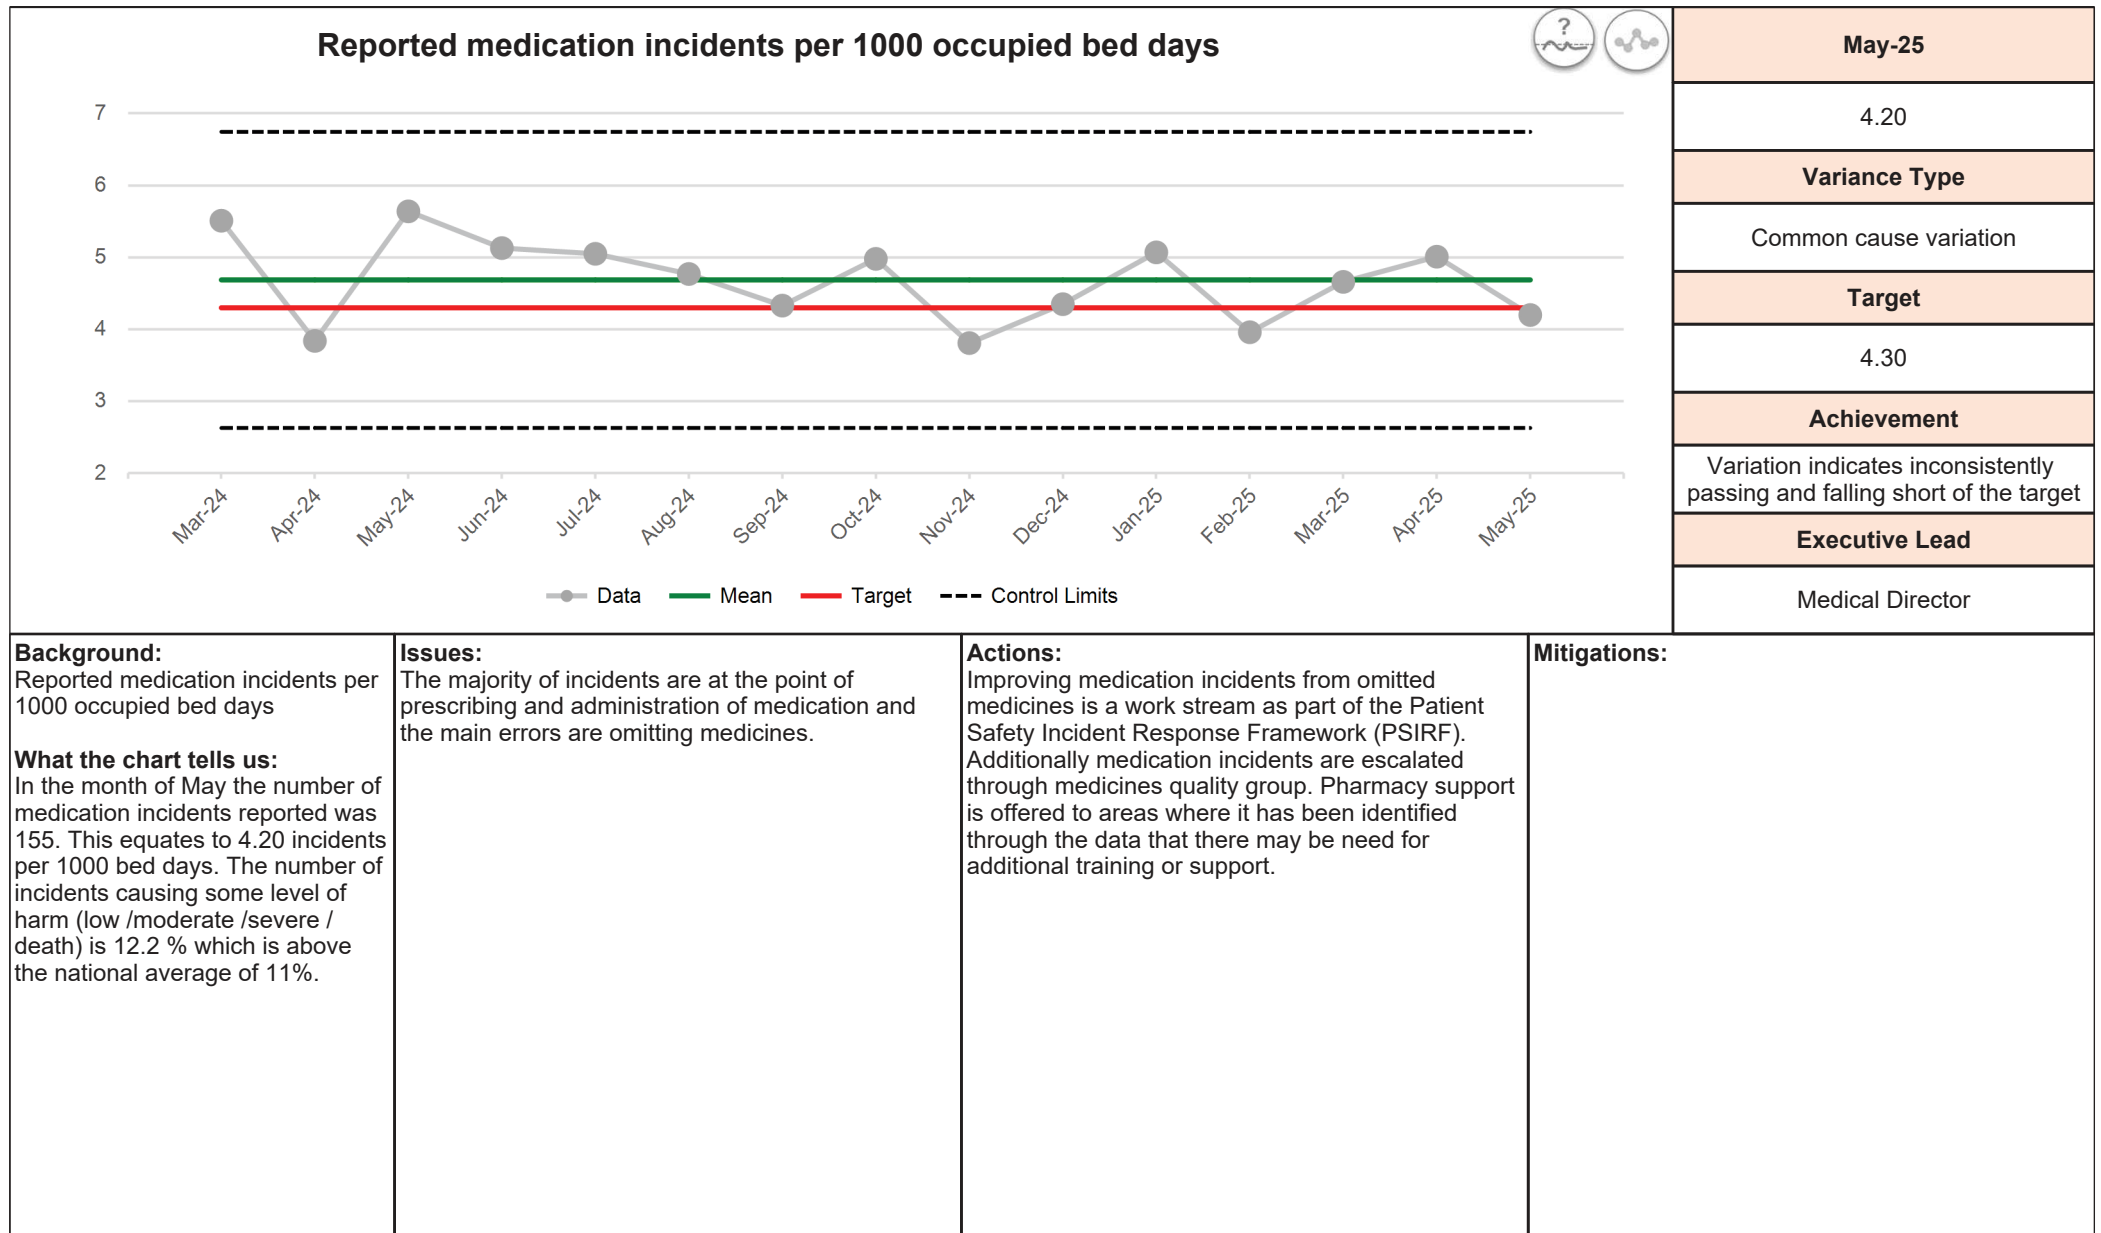 Reported medication incidents per 1000 occupied bed days
?
7
6
5
4
3
2
Mar-24
Apr-24
May-24
Jun-24
Jul-24
Aug-24
Sep-24
Oct-24
Nov-24
Dec-24
Jan-25
Feb-25
Mar-25
Apr-25
May-25
Data
Mean
Target
Control Limits
May-25
4.20
Variance Type
Common cause variation
Target
4.30
Achievement
Variation indicates inconsistently
passing and falling short of the target
Executive Lead
Medical Director
Background:
Reported medication incidents per
1000 occupied bed days
What the chart tells us:
In the month of May the number of
medication incidents reported was
155. This equates to 4.20 incidents
per 1000 bed days. The number of
incidents causing some level of
harm (low /moderate /severe /
death) is 12.2 % which is above
the national average of 11%.
Issues:
The majority of incidents are at the point of
prescribing and administration of medication and
the main errors are omitting medicines.
Actions:
Improving medication incidents from omitted
medicines is a work stream as part of the Patient
Safety Incident Response Framework (PSIRF).
Additionally medication incidents are escalated
through medicines quality group. Pharmacy support
is offered to areas where it has been identified
through the data that there may be need for
additional training or support.
Mitigations: